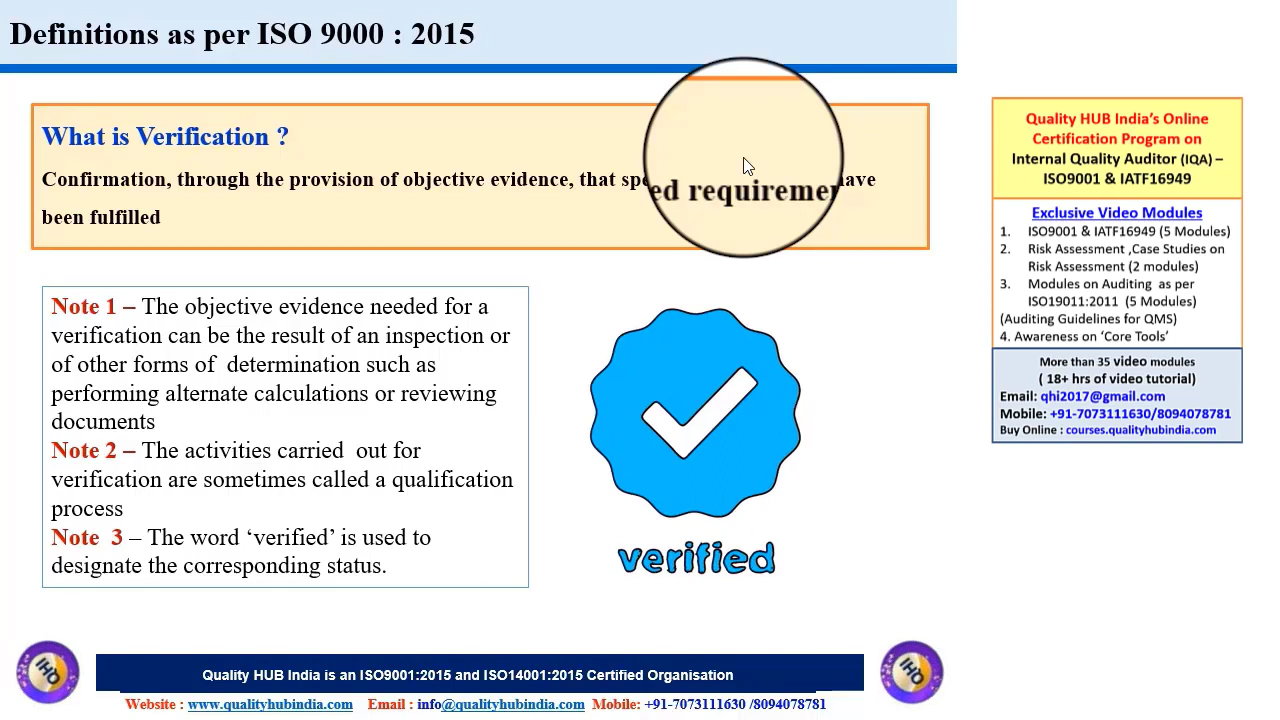 Definitions as per ISO 9000 : 2015
What is Verification ?
Confirmation, through the provision of objective evidence, that have
been fulfilled
Note 1 – The objective evidence needed for a
verification can be the result of an inspection or
of other forms of determination such as
performing alternate calculations or reviewing
documents
Note 2 – The activities carried out for
verification are sometimes called a qualification
process
Note 3 – The word ‘verified’ is used to
designate the corresponding status.
verified
Quality HUB India’s Online
Certification Program on
Internal Quality Auditor (IQA) –
ISO9001 & IATF16949
Exclusive Video Modules
1. ISO9001 & IATF16949 (5 Modules)
2. Risk Assessment ,Case Studies on
Risk Assessment (2 modules)
3. Modules on Auditing as per
ISO19011:2011 (5 Modules)
(Auditing Guidelines for QMS)
4. Awareness on ‘Core Tools’
More than 35 video modules
( 18+ hrs of video tutorial)
Email: qhi2017@gmail.com
Mobile: +91-7073111630/8094078781
Buy Online : courses.qualityhubindia.com
IHO
Quality HUB India is an ISO9001:2015 and ISO14001:2015 Certified Organisation
IHO
Website : www.qualityhubindia.com Email : info@qualityhubindia.com Mobile: +91-7073111630 /8094078781